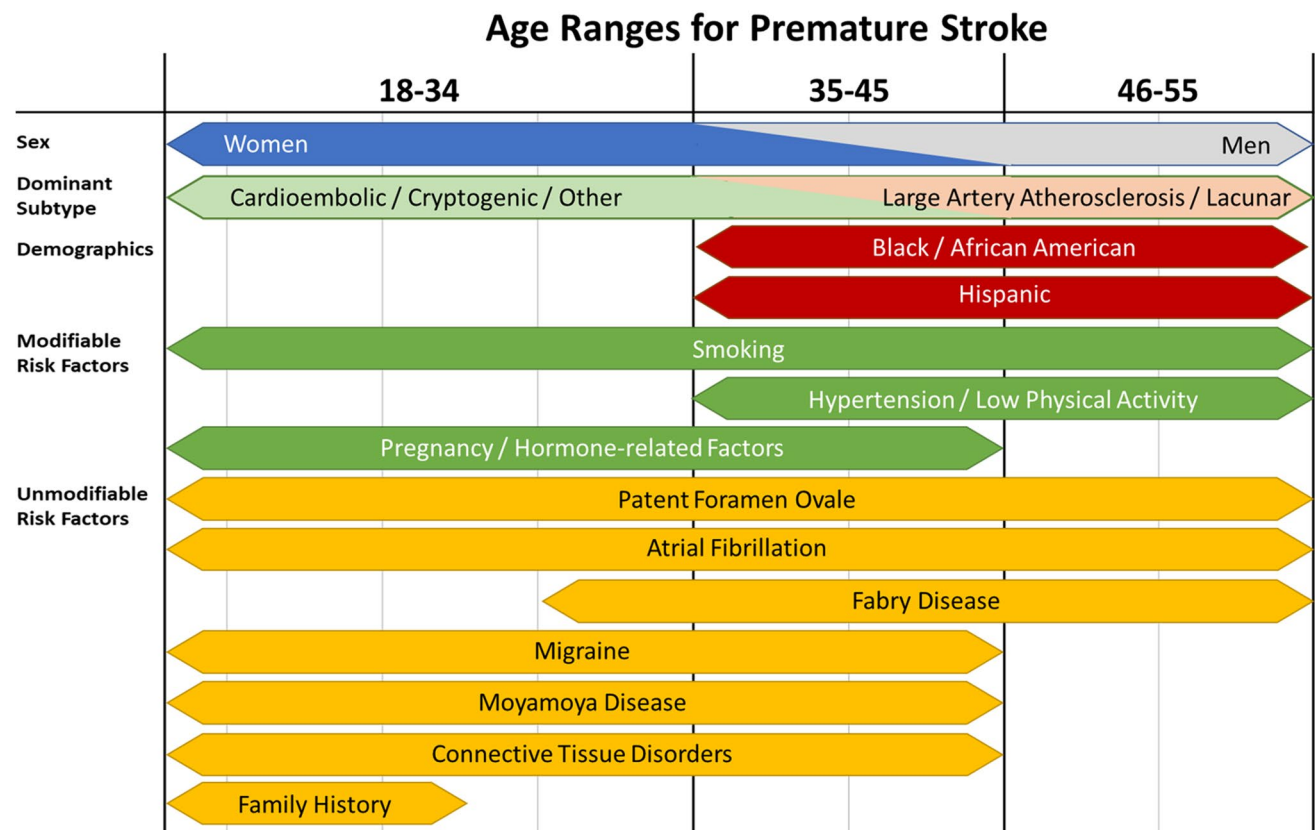 Age Ranges for Premature Stroke
18-34 35-45 46-55
Sex
Women Men
Dominant
Subtype
Cardioembolic / Cryptogenic / Other Large Artery Atherosclerosis / Lacunar
Demographics
Black / African American
Hispanic
Modifiable
Risk Factors
Smoking
Hypertension / Low Physical Activity
Pregnancy / Hormone-related Factors
Unmodifiable
Risk Factors
Patent Foramen Ovale
Atrial Fibrillation
Fabry Disease
Migraine
Moyamoya Disease
Connective Tissue Disorders
Family History